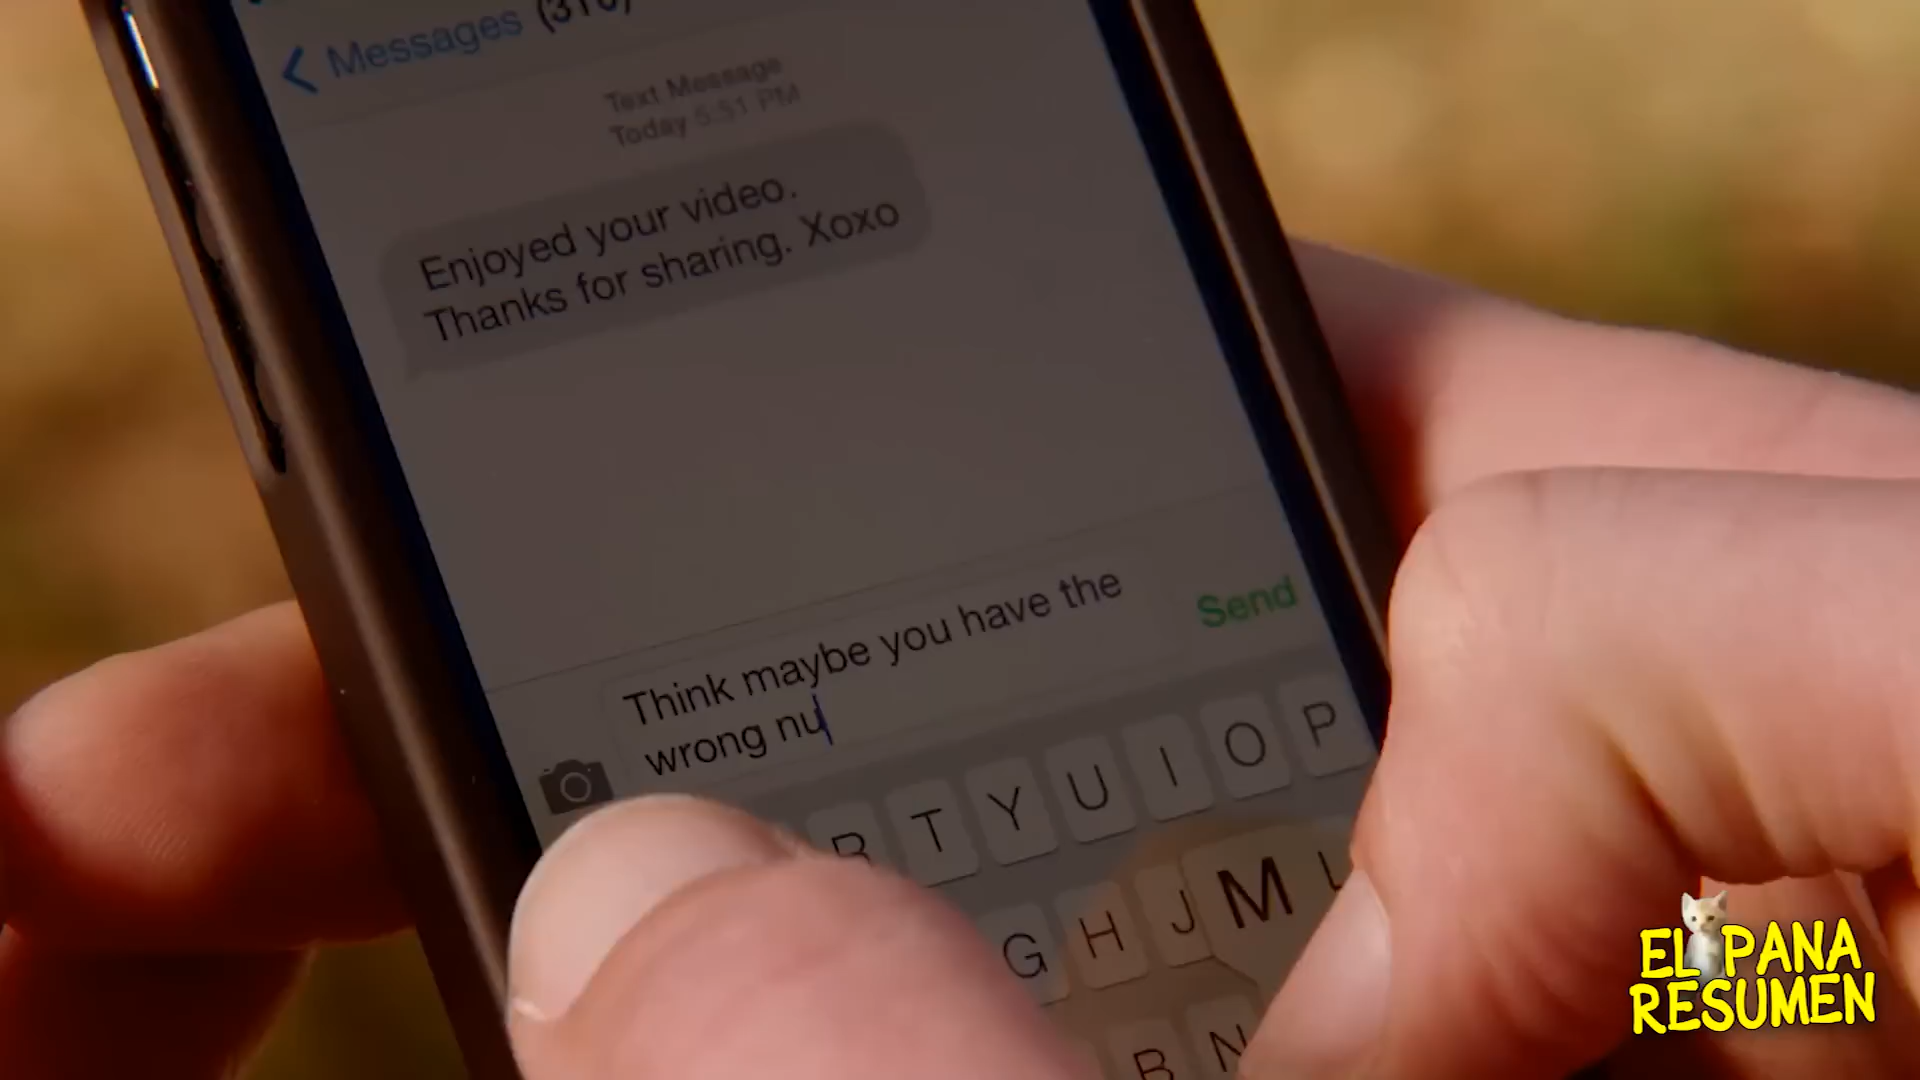 Messages
Text Message
Today 5:51 PM
Enjoyed your video.
Thanks for sharing. Xoxo
Think maybe you have the
wrong nu
Send
R T Y U I O P
G H J M L
B N
EL PANA
RESUMEN